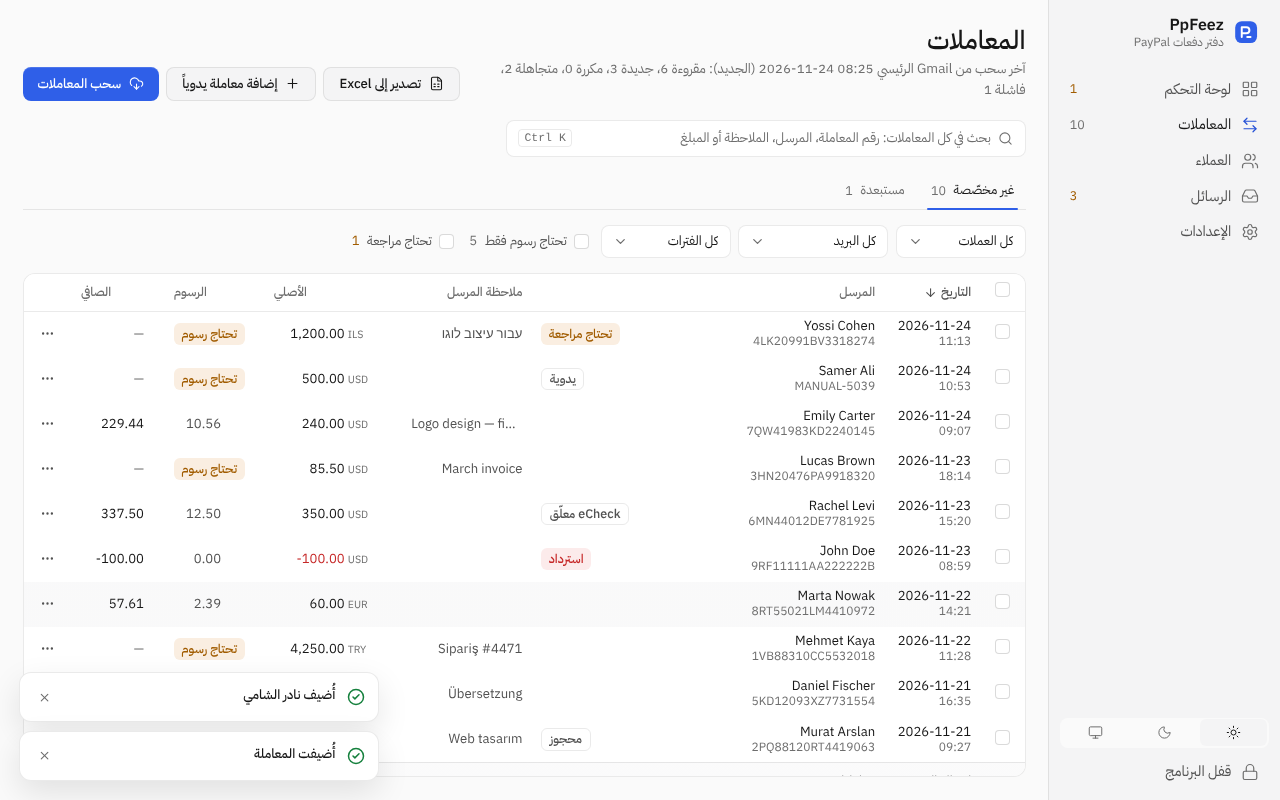 PpFeez
دفتر دفعات PayPal
لوحة التحكم 1
المعاملات 10
العملاء
الرسائل 3
الإعدادات
قفل البرنامج
المعاملات
آخر سحب من Gmail الرئيسي 2026-11-24 08:25 (الجديد): مقروءة 6، جديدة 3، مكررة 0، متجاهلة 2،
فاشلة 1
تصدير إلى Excel
إضافة معاملة يدوياً
سحب المعاملات
بحث في كل المعاملات: رقم المعاملة، المرسل، الملاحظة أو المبلغ Ctrl K
غير مخصّصة 10 مستبعدة 1
كل العملات كل البريد كل الفترات تحتاج رسوم فقط 5 تحتاج مراجعة 1
التاريخ المرسل ملاحظة المرسل الأصلي الرسوم الصافي
2026-11-24 Yossi Cohen تحتاج مراجعة עבור עיצוב לוגו 1,200.00 ILS تحتاج رسوم —
11:13 4LK20991BV3318274
2026-11-24 Samer Ali يدوية 500.00 USD تحتاج رسوم —
10:53 MANUAL-5039
2026-11-24 Emily Carter Logo design — fi... 240.00 USD 10.56 229.44
09:07 7QW41983KD2240145
2026-11-23 Lucas Brown March invoice 85.50 USD تحتاج رسوم —
18:14 3HN20476PA9918320
2026-11-23 Rachel Levi eCheck معلّق 350.00 USD 12.50 337.50
15:20 6MN44012DE7781925
2026-11-23 John Doe استرداد -100.00 USD 0.00 -100.00
08:59 9RF11111AA222222B
2026-11-22 Marta Nowak 60.00 EUR 2.39 57.61
14:21 8RT55021LM4410972
2026-11-22 Mehmet Kaya Sipariş #4471 4,250.00 TRY تحتاج رسوم —
11:28 1VB88310CC5532018
2026-11-21 Daniel Fischer Übersetzung
16:35 5KD12093XZ7731554
2026-11-21 Murat Arslan محجوز Web tasarım
09:27 2PQ88120RT4419063
أُضيف نادر الشامي
أُضيفت المعاملة